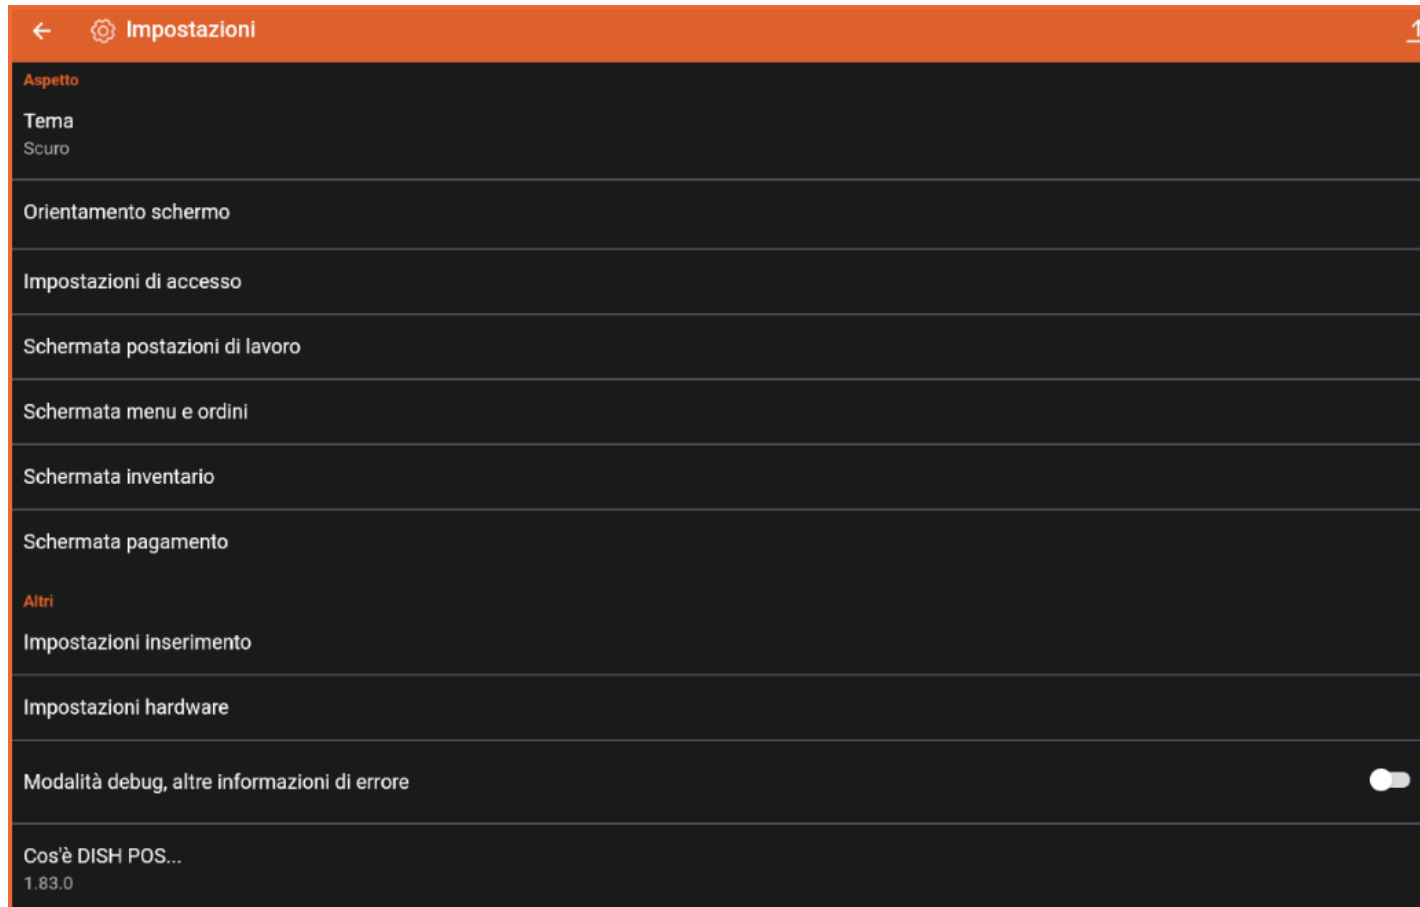 Impostazioni
Aspetto
Tema
Scuro
Orientamento schermo
Impostazioni di accesso
Schermata postazioni di lavoro
Schermata menu e ordini
Schermata inventario
Schermata pagamento
Altri
Impostazioni inserimento
Impostazioni hardware
Modalità debug, altre informazioni di errore
Cos'è DISH POS...
1.83.0